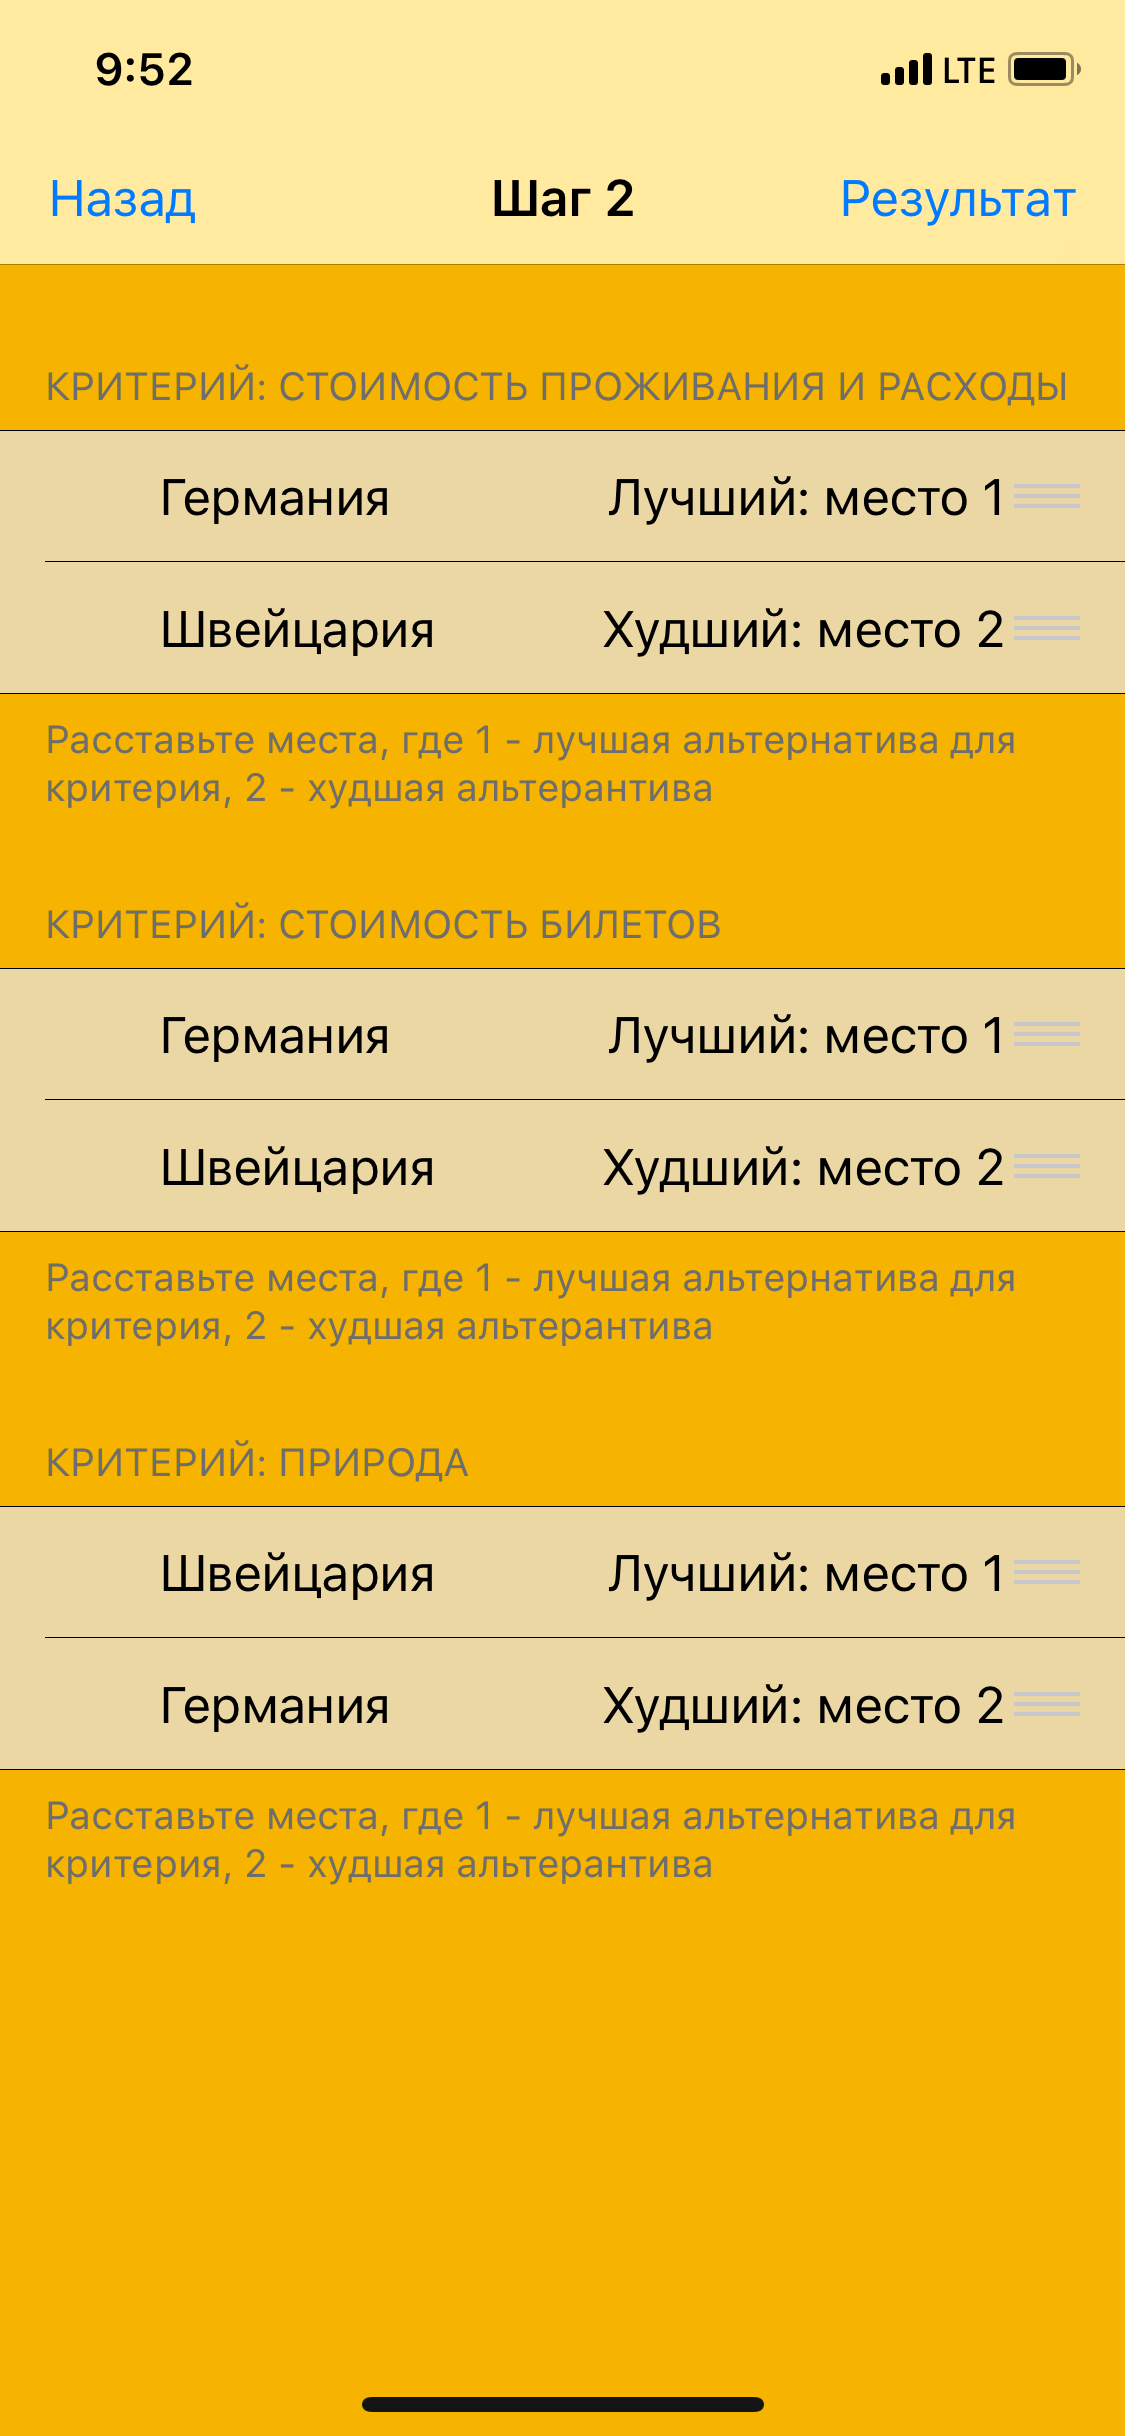 9:52 LTE
Назад Шаг 2 Результат
КРИТЕРИЙ: СТОИМОСТЬ ПРОЖИВАНИЯ И РАСХОДЫ
Германия Лучший: место 1
Швейцария Худший: место 2
Расставьте места, где 1 - лучшая альтернатива для
критерия, 2 - худшая альтерантива
КРИТЕРИЙ: СТОИМОСТЬ БИЛЕТОВ
Германия Лучший: место 1
Швейцария Худший: место 2
Расставьте места, где 1 - лучшая альтернатива для
критерия, 2 - худшая альтерантива
КРИТЕРИЙ: ПРИРОДА
Швейцария Лучший: место 1
Германия Худший: место 2
Расставьте места, где 1 - лучшая альтернатива для
критерия, 2 - худшая альтерантива